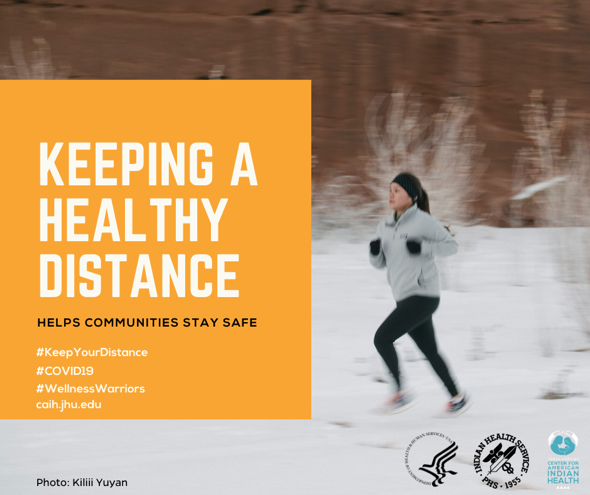 KEEPING A
HEALTHY
DISTANCE
HELPS COMMUNITIES STAY SAFE
#KeepYourDistance
#COVID19
#WellnessWarriors
caih.jhu.edu
Photo: Kiliii Yuyan
INDIAN HEALTH SERVICE
PHS · 1955
CENTER FOR
AMERICAN
INDIAN
HEALTH